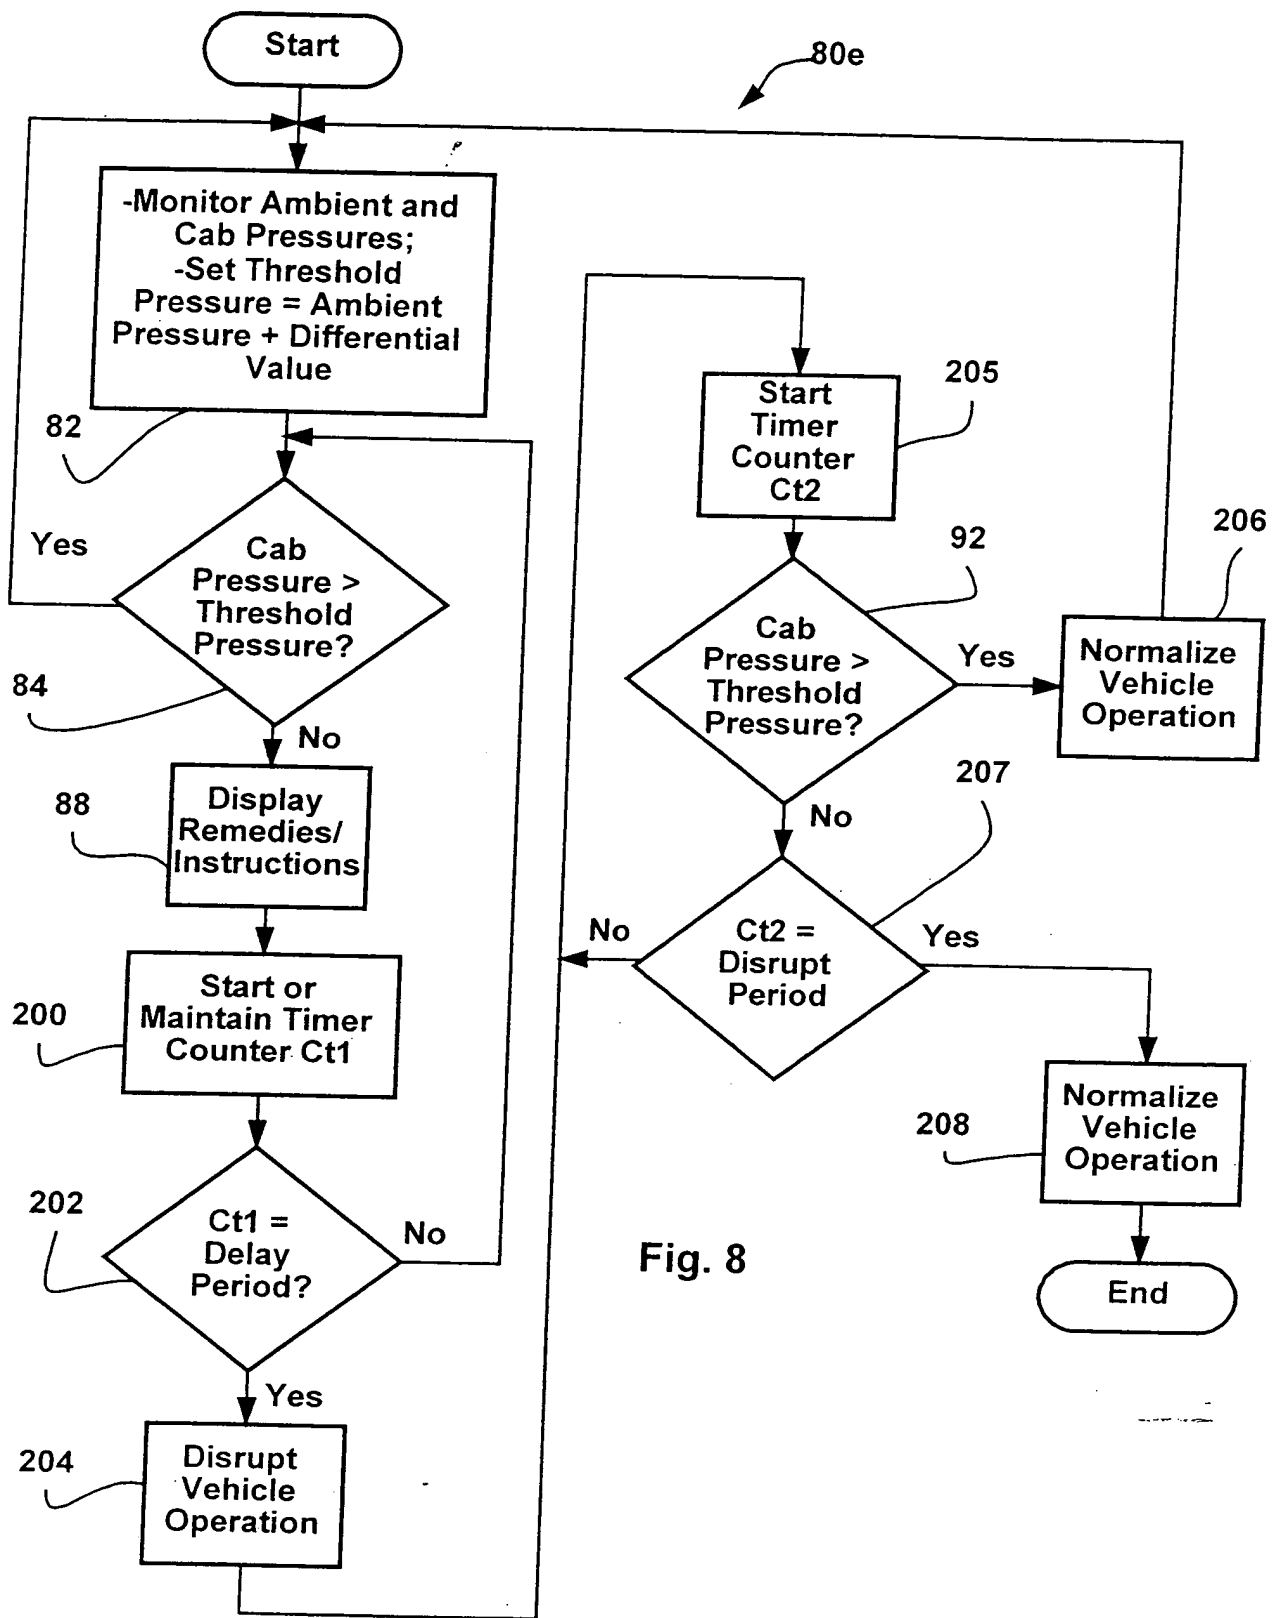 Start
80e
-Monitor Ambient and
Cab Pressures;
-Set Threshold
Pressure = Ambient
Pressure + Differential
Value
82
Yes
Cab
Pressure >
Threshold
Pressure?
84
No
88
Display
Remedies/
Instructions
200
Start or
Maintain Timer
Counter Ct1
202
Ct1 =
Delay
Period?
No
Yes
204
Disrupt
Vehicle
Operation
Start
Timer
Counter
Ct2
205
92
Cab
Pressure >
Threshold
Pressure?
Yes
206
Normalize
Vehicle
Operation
No
207
No
Ct2 =
Disrupt
Period
Yes
208
Normalize
Vehicle
Operation
End
Fig. 8